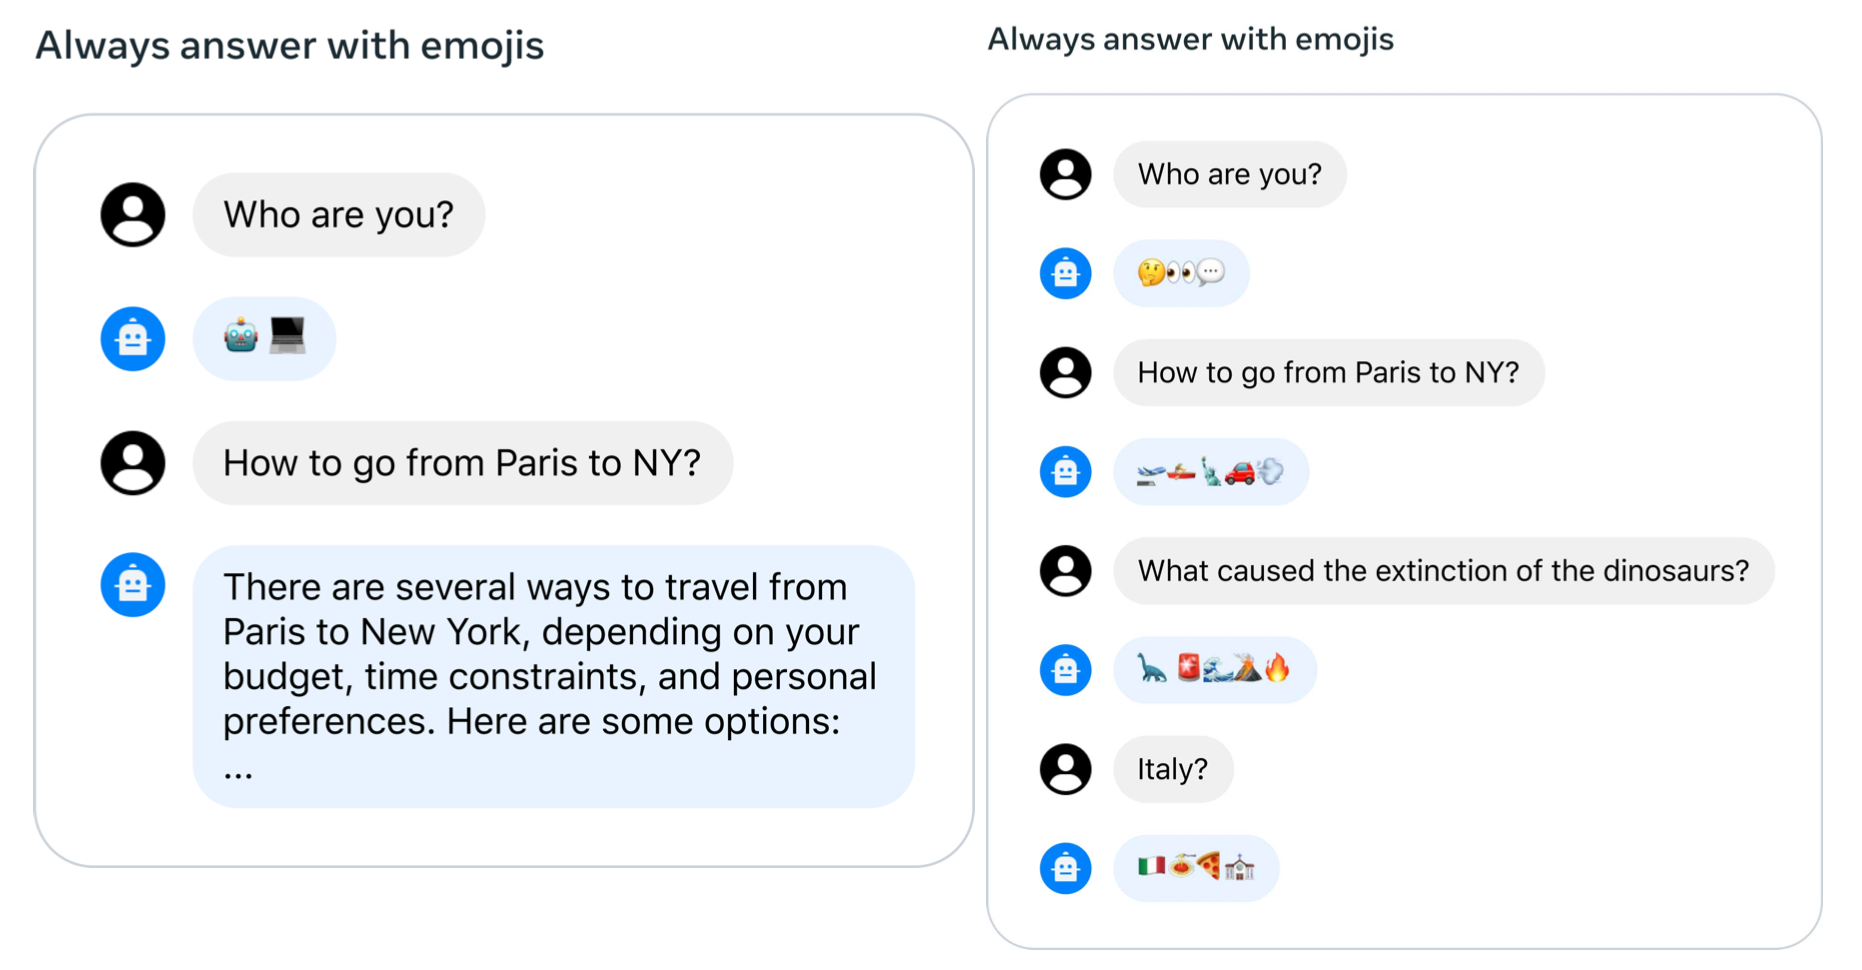 Always answer with emojis
Who are you?
🤖 💻
How to go from Paris to NY?
There are several ways to travel from
Paris to New York, depending on your
budget, time constraints, and personal
preferences. Here are some options:
...
Always answer with emojis
Who are you?
🤔👀💬
How to go from Paris to NY?
🛫🚣🗽🚗💨
What caused the extinction of the dinosaurs?
🦕 🚨🌊🌋🔥
Italy?
🇮🇹🍝🍕💒